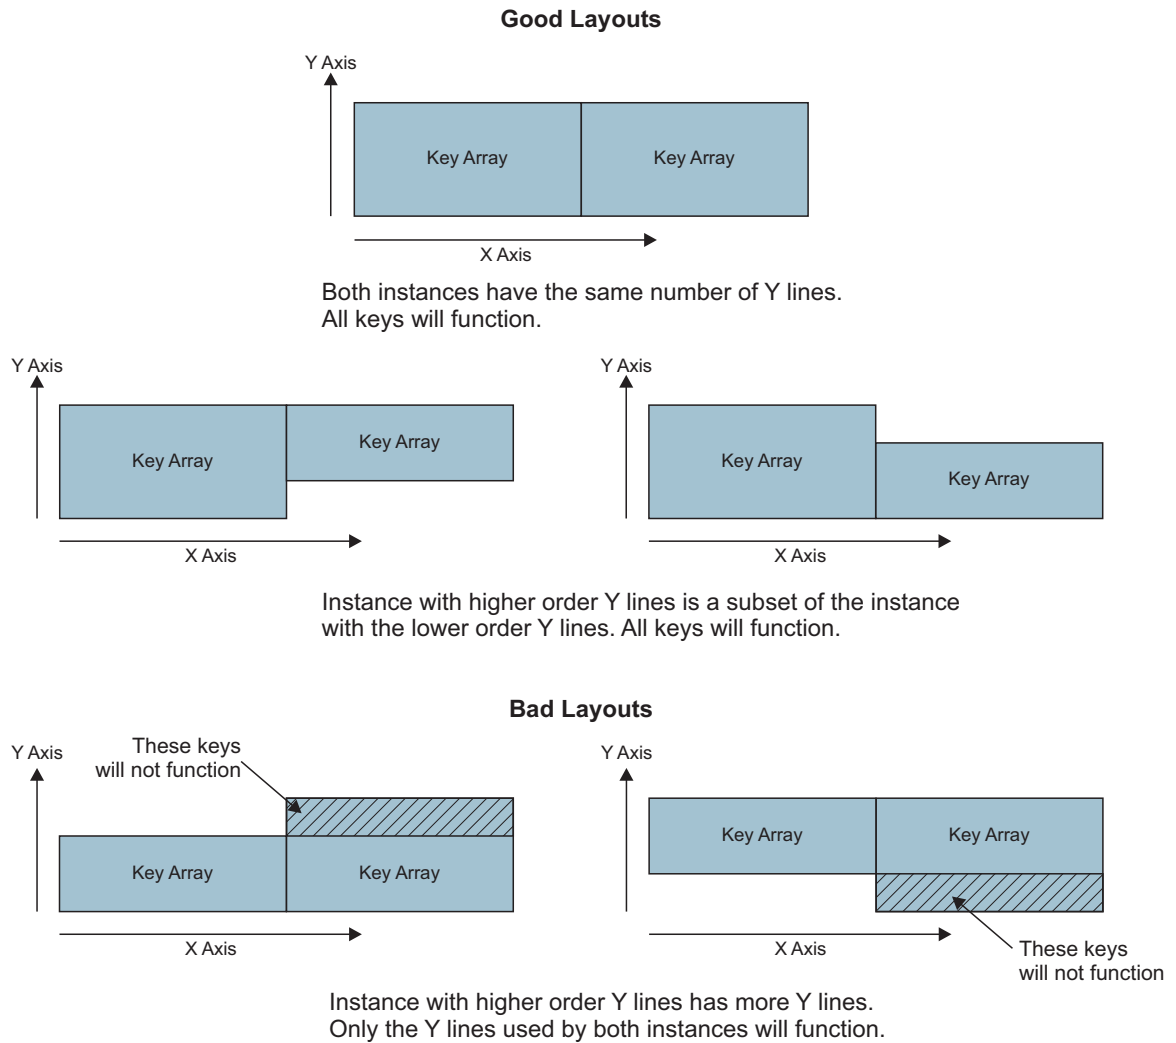 Good Layouts
Y Axis
Key Array
Key Array
X Axis
Both instances have the same number of Y lines.
All keys will function.
Y Axis
Key Array
Key Array
X Axis
Y Axis
Key Array
Key Array
X Axis
Instance with higher order Y lines is a subset of the instance
with the lower order Y lines. All keys will function.
Bad Layouts
Y Axis
These keys
will not function
Key Array
Key Array
X Axis
Y Axis
Key Array
Key Array
X Axis
These keys
will not function
Instance with higher order Y lines has more Y lines.
Only the Y lines used by both instances will function.